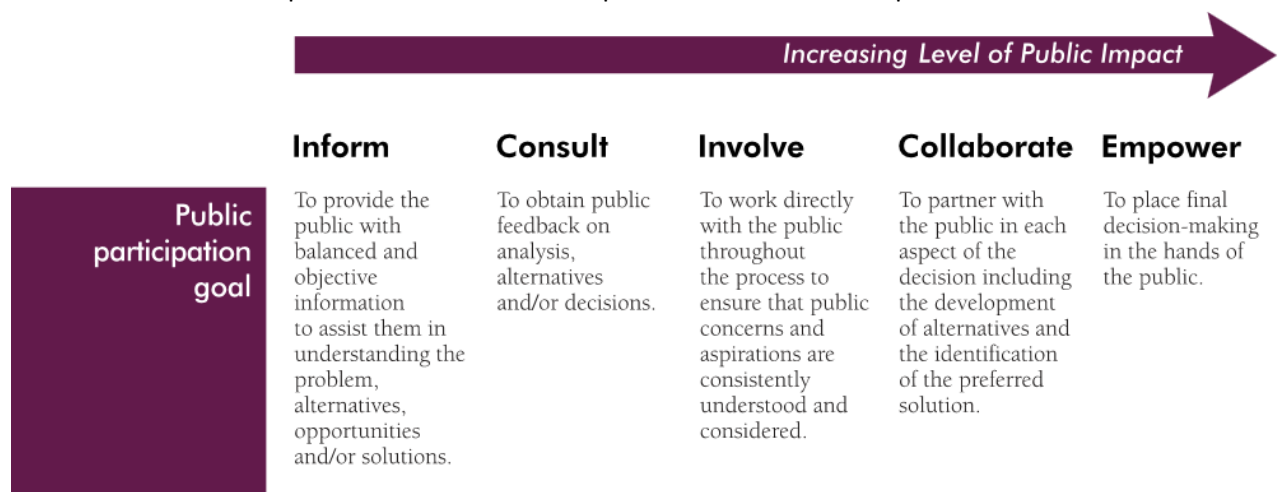 Increasing Level of Public Impact
Inform
Consult
Involve
Collaborate
Empower
Public
participation
goal
To provide the
public with
balanced and
objective
information
to assist them in
understanding the
problem,
alternatives,
opportunities
and/or solutions.
To obtain public
feedback on
analysis,
alternatives
and/or decisions.
To work directly
with the public
throughout
the process to
ensure that public
concerns and
aspirations are
consistently
understood and
considered.
To partner with
the public in each
aspect of the
decision including
the development
of alternatives and
the identification
of the preferred
solution.
To place final
decision-making
in the hands of
the public.